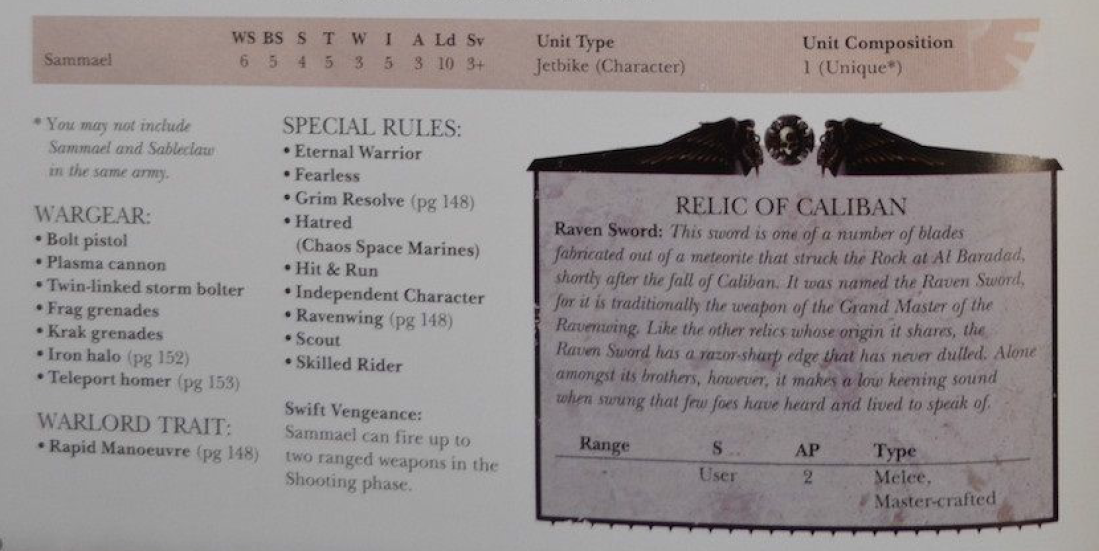 WS BS S T W I A Ld Sv Unit Type Unit Composition
Sammael 6 5 4 5 3 5 3 10 3+ Jetbike (Character) 1 (Unique*)
* You may not include
Sammael and Sableclaw
in the same army.
WARGEAR:
• Bolt pistol
• Plasma cannon
• Twin-linked storm bolter
• Frag grenades
• Krak grenades
• Iron halo (pg 152)
• Teleport homer (pg 153)
WARLORD TRAIT:
• Rapid Manoeuvre (pg 148)
SPECIAL RULES:
• Eternal Warrior
• Fearless
• Grim Resolve (pg 148)
• Hatred
(Chaos Space Marines)
• Hit & Run
• Independent Character
• Ravenwing (pg 148)
• Scout
• Skilled Rider
Swift Vengeance:
Sammael can fire up to
two ranged weapons in the
Shooting phase.
RELIC OF CALIBAN
Raven Sword: This sword is one of a number of blades
fabricated out of a meteorite that struck the Rock at Al Baradad,
shortly after the fall of Caliban. It was named the Raven Sword,
for it is traditionally the weapon of the Grand Master of the
Ravenwing. Like the other relics whose origin it shares, the
Raven Sword has a razor-sharp edge that has never dulled. Alone
amongst its brothers, however, it makes a low keening sound
when swung that few foes have heard and lived to speak of.
Range S AP Type
- User 2 Melee,
Master-crafted